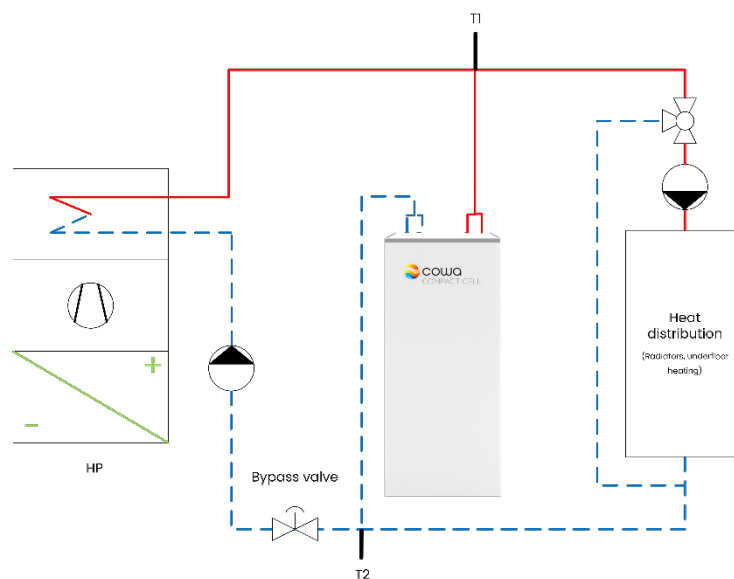 T1
cowa
COMPACT CELL
Heat
distribution
(Radiators, underfloor
heating)
+
-
HP
Bypass valve
T2